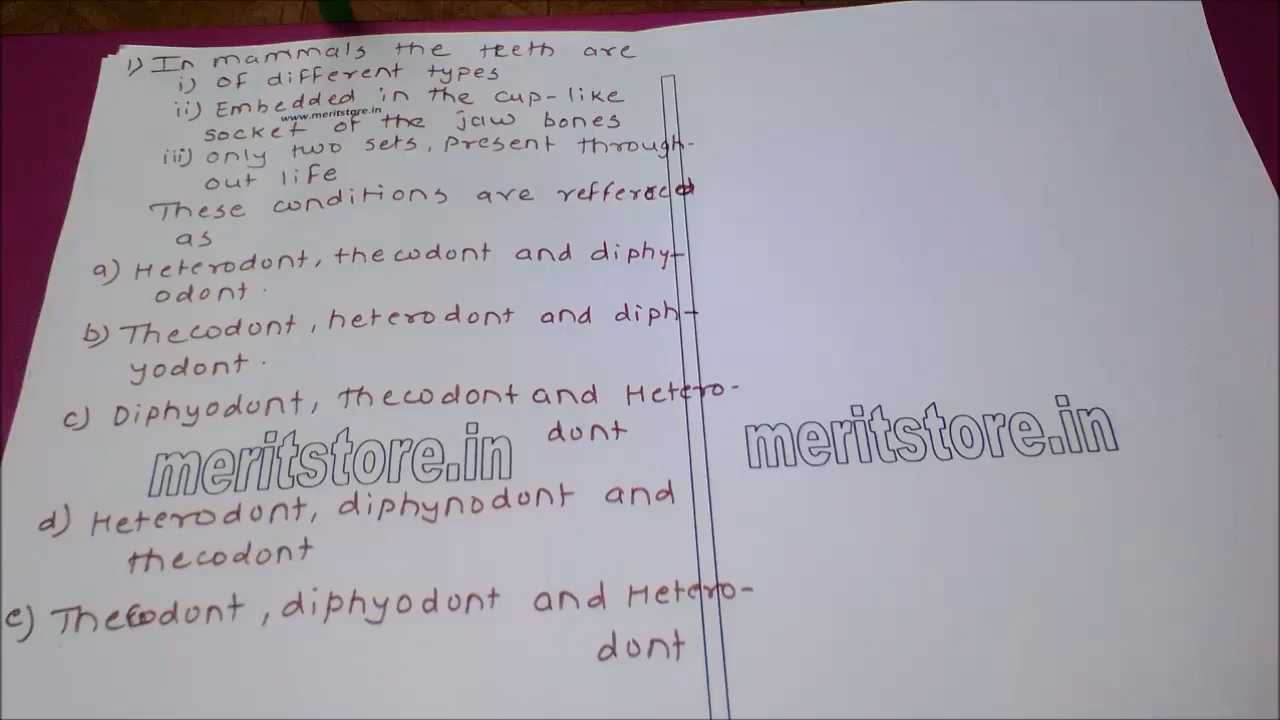 1) In mammals the teeth are
i) of different types
ii) Embedded in the cup-like
www.meritstore.in
socket of the jaw bones
iii) only two sets, present through-
out life
These conditions are reffered
as
a) Heterodont, thecodont and diphy-
odont.
b) Thecodont, heterodont and diph-
yodont.
c) Diphyodont, thecodont and Hetero-
dont
meritstore.in
meritstore.in
d) Heterodont, diphynodont and
thecodont
e) Thecodont, diphyodont and Hetero-
dont